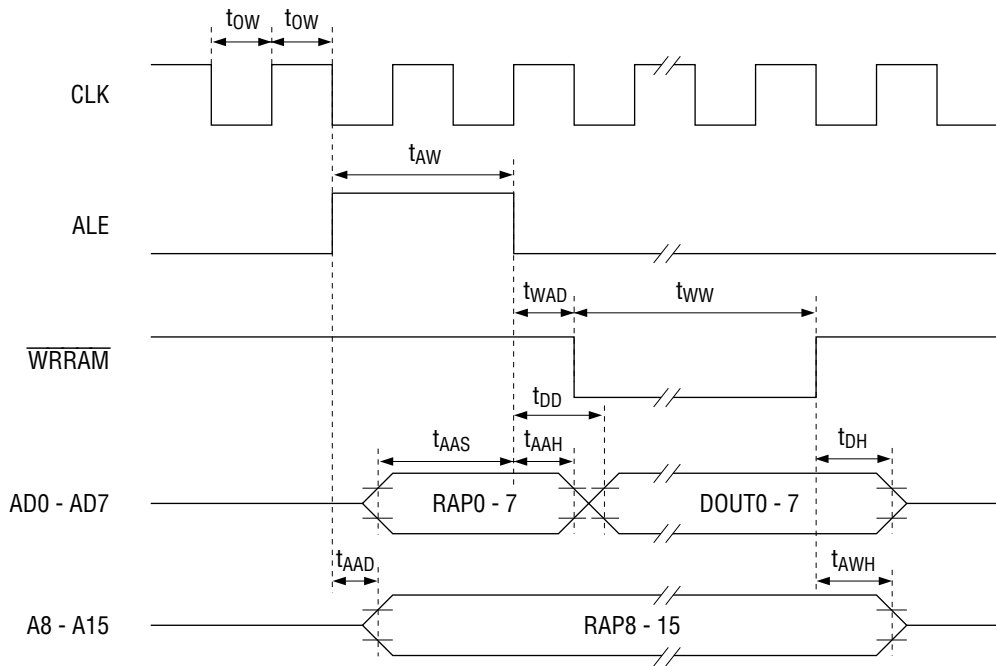 tOW tOW
CLK
tAW
ALE
tWAD tWW
WRRAM
tDD
tAAS tAAH tDH
AD0 - AD7 RAP0 - 7 DOUT0 - 7
tAAD tAWH
A8 - A15 RAP8 - 15